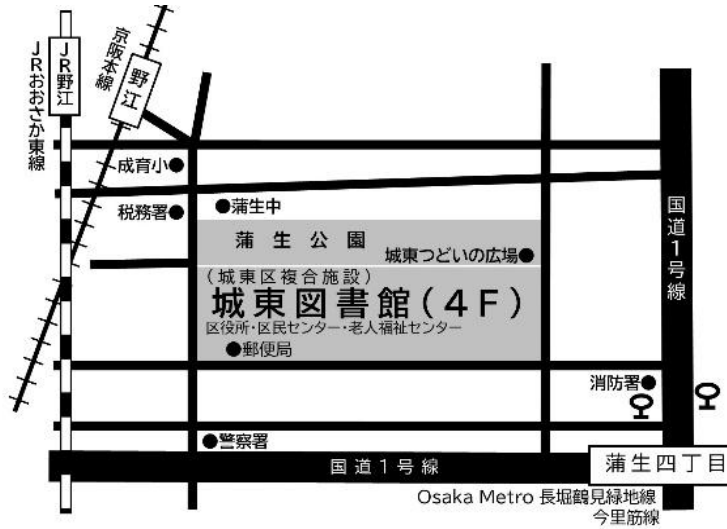 京阪本線
JR野江
野江
JRおおさか東線
成育小
税務署
蒲生中
蒲生公園
城東つどいの広場
国道1号線
(城東区複合施設)
城東図書館(4F)
区役所・区民センター・老人福祉センター
郵便局
消防署
警察署
国道1号線
蒲生四丁目
Osaka Metro 長堀鶴見緑地線
今里筋線